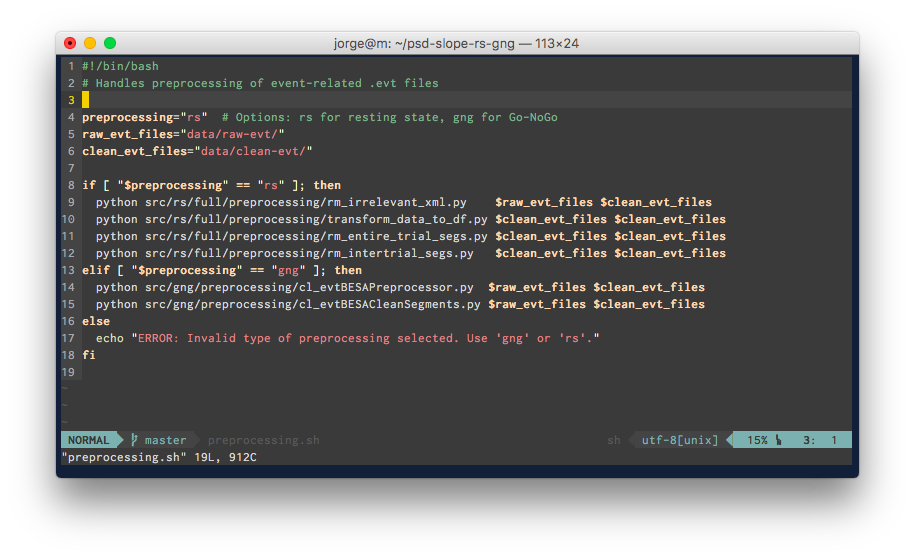 jorge@m: ~/psd-slope-rs-gng — 113×24
1 #!/bin/bash
2 # Handles preprocessing of event-related .evt files
3
4 preprocessing="rs"  # Options: rs for resting state, gng for Go-NoGo
5 raw_evt_files="data/raw-evt/"
6 clean_evt_files="data/clean-evt/"
7
8 if [ "$preprocessing" == "rs" ]; then
9   python src/rs/full/preprocessing/rm_irrelevant_xml.py    $raw_evt_files $clean_evt_files
10   python src/rs/full/preprocessing/transform_data_to_df.py $clean_evt_files $clean_evt_files
11   python src/rs/full/preprocessing/rm_entire_trial_segs.py $clean_evt_files $clean_evt_files
12   python src/rs/full/preprocessing/rm_intertrial_segs.py   $clean_evt_files $clean_evt_files
13 elif [ "$preprocessing" == "gng" ]; then
14   python src/gng/preprocessing/cl_evtBESAPreprocessor.py  $raw_evt_files $clean_evt_files
15   python src/gng/preprocessing/cl_evtBESACleanSegments.py $raw_evt_files $clean_evt_files
16 else
17   echo "ERROR: Invalid type of preprocessing selected. Use 'gng' or 'rs'."
18 fi
19
~
~
~
NORMAL master preprocessing.sh sh utf-8[unix] 15% 3: 1
"preprocessing.sh" 19L, 912C